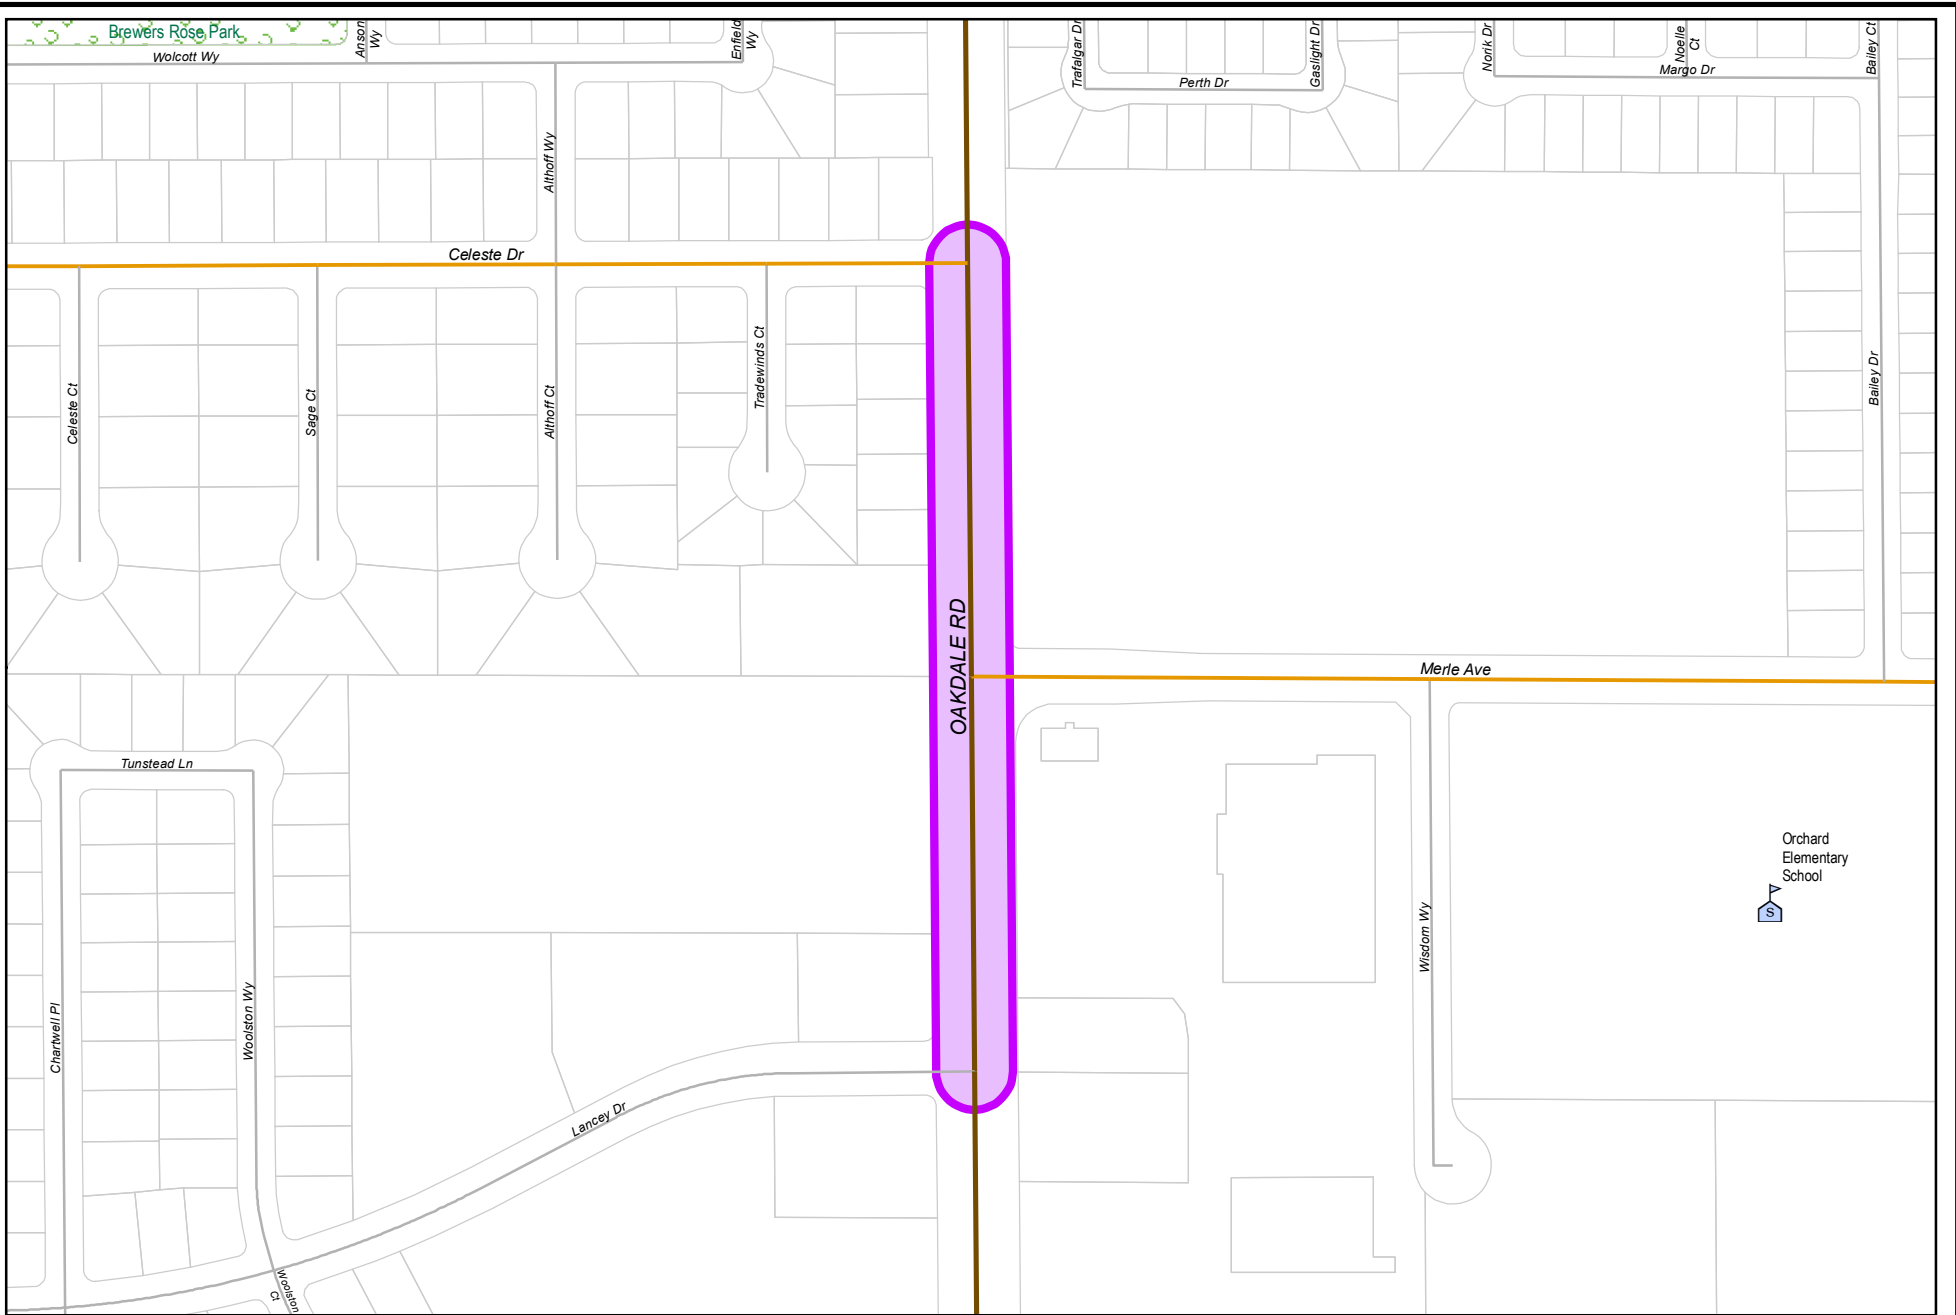 Brewers Rose Park
Anson
Wy
Enfield
Wy
Wolcott Wy
Trafalgar Dr
Gaslight Dr
Perth Dr
Norik Dr
Noelle
Ct
Bailey Ct
Margo Dr
Althoff Wy
Celeste Dr
Celeste Ct
Sage Ct
Althoff Ct
Tradewinds Ct
Bailey Dr
OAKDALE RD
Merle Ave
Tunstead Ln
Orchard
Elementary
School
S
Wisdom Wy
Chartwell Pl
Woolston Wy
Lancey Dr
Woolston
Ct